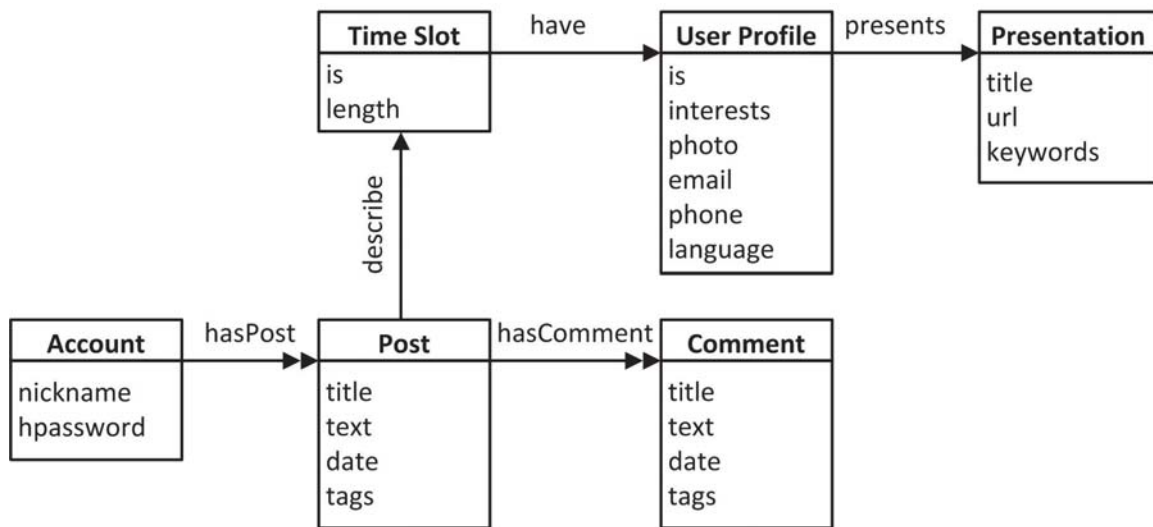 Time Slot
is
length
have
User Profile
is
interests
photo
email
phone
language
presents
Presentation
title
url
keywords
describe
Account
nickname
hpassword
hasPost
Post
title
text
date
tags
hasComment
Comment
title
text
date
tags